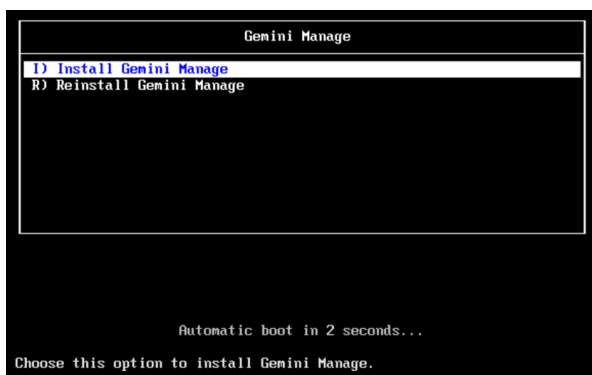 Gemini Manage
I) Install Gemini Manage
R) Reinstall Gemini Manage
Automatic boot in 2 seconds...
Choose this option to install Gemini Manage.